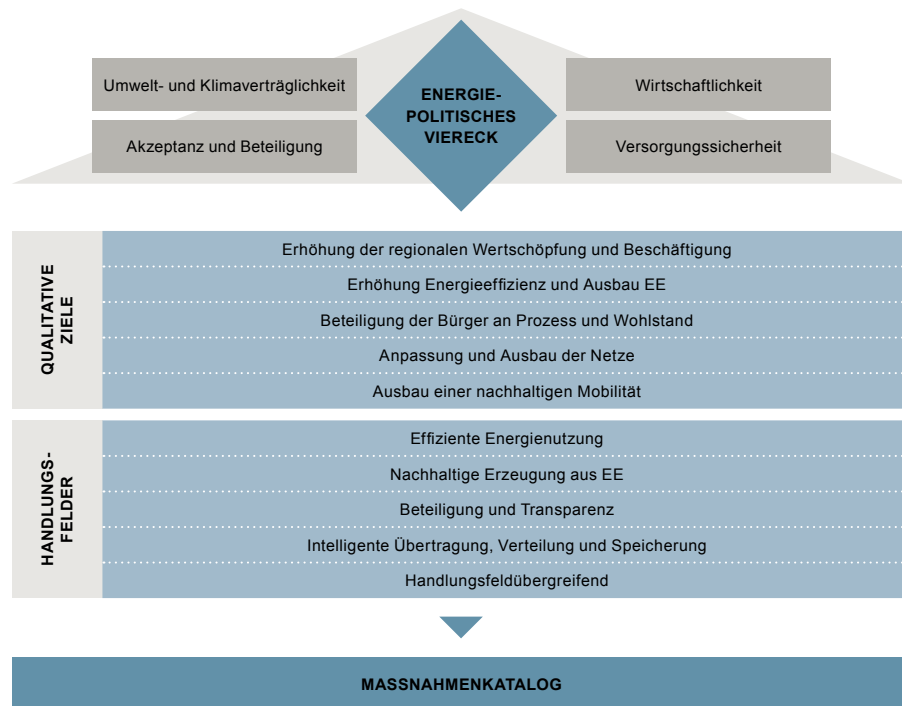 Umwelt- und Klimaverträglichkeit
Akzeptanz und Beteiligung
ENERGIE-
POLITISCHES
VIERECK
Wirtschaftlichkeit
Versorgungssicherheit
QUALITATIVE
ZIELE
Erhöhung der regionalen Wertschöpfung und Beschäftigung
Erhöhung Energieeffizienz und Ausbau EE
Beteiligung der Bürger an Prozess und Wohlstand
Anpassung und Ausbau der Netze
Ausbau einer nachhaltigen Mobilität
HANDLUNGS-
FELDER
Effiziente Energienutzung
Nachhaltige Erzeugung aus EE
Beteiligung und Transparenz
Intelligente Übertragung, Verteilung und Speicherung
Handlungsfeldübergreifend
MASSNAHMENKATALOG